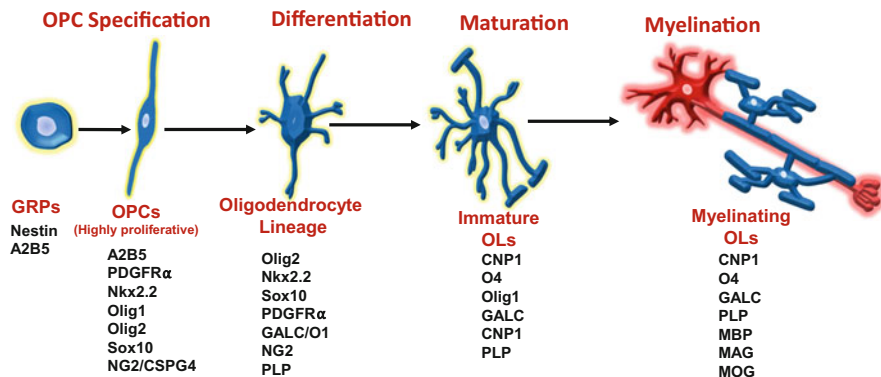 OPC Specification
Differentiation
Maturation
Myelination
GRPs
Nestin
A2B5
OPCs
(Highly proliferative)
A2B5
PDGFRα
Nkx2.2
Olig1
Olig2
Sox10
NG2/CSPG4
Oligodendrocyte
Lineage
Olig2
Nkx2.2
Sox10
PDGFRα
GALC/O1
NG2
PLP
Immature
OLs
CNP1
O4
Olig1
GALC
CNP1
PLP
Myelinating
OLs
CNP1
O4
GALC
PLP
MBP
MAG
MOG